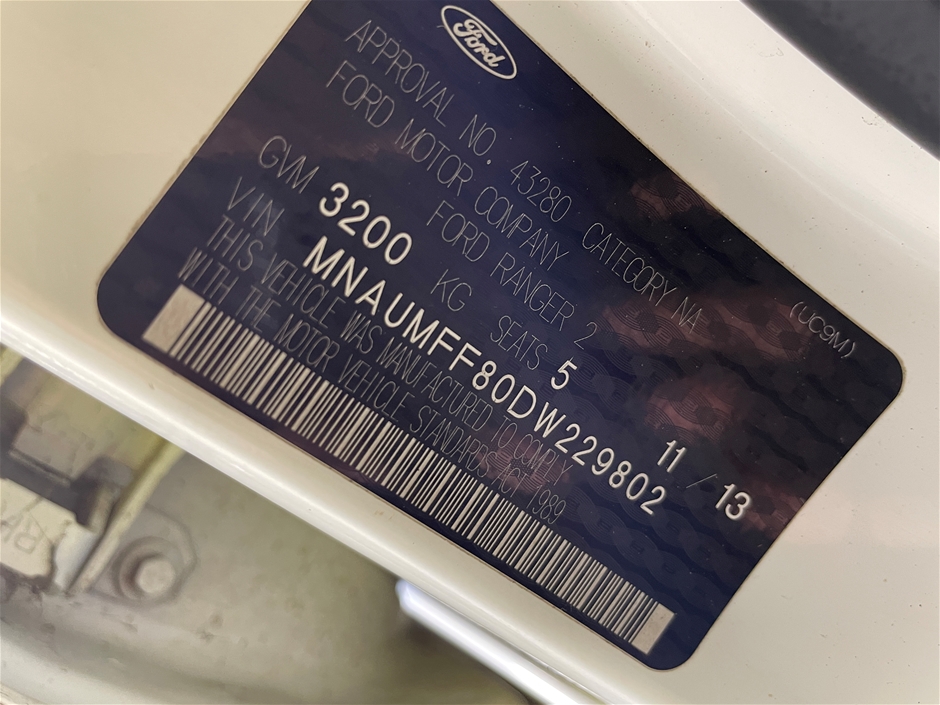 Ford
APPROVAL NO. 43280 CATEGORY NA
FORD MOTOR COMPANY
FORD RANGER 2 (UC9M)
GVM 3200 KG SEATS 5 11 / 13
VIN MNAUMFF80DW229802
THIS VEHICLE WAS MANUFACTURED TO COMPLY
WITH THE MOTOR VEHICLE STANDARDS ACT 1989